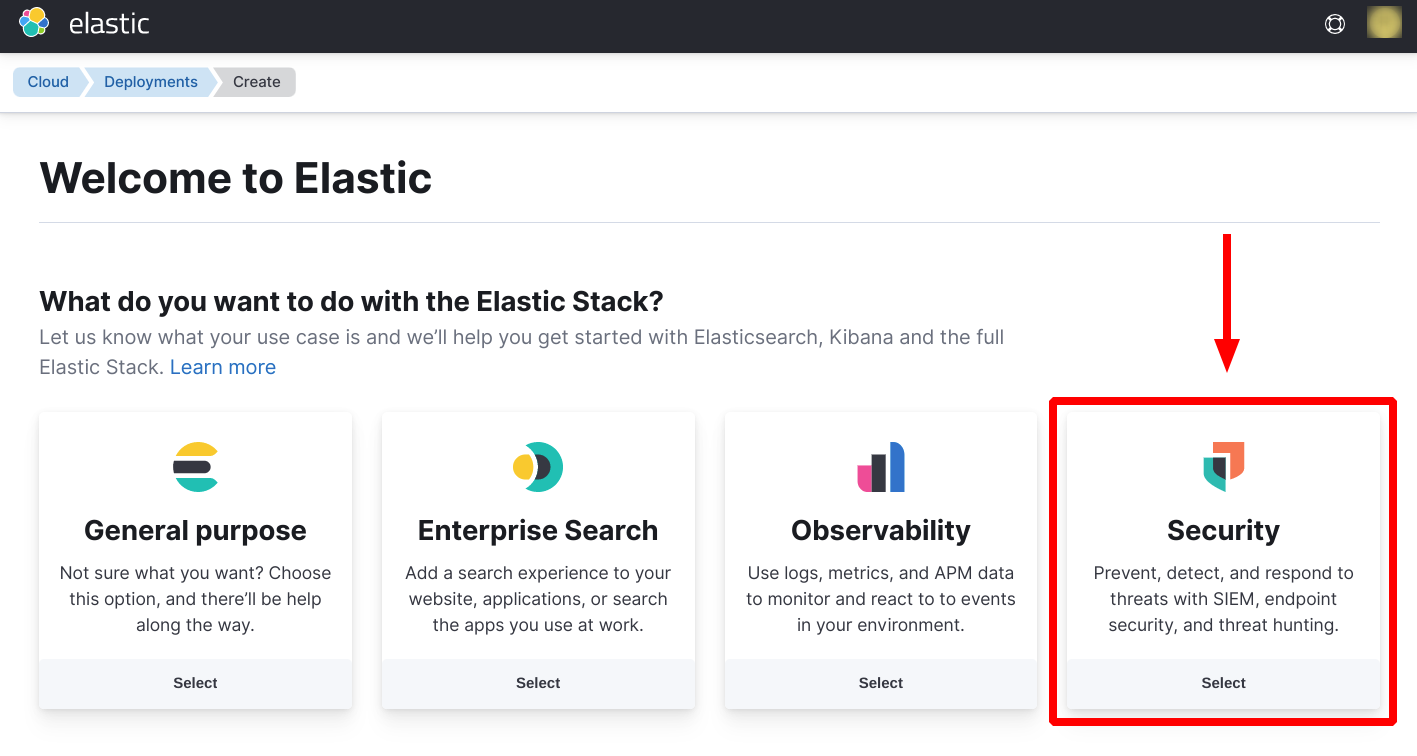 elastic
Cloud Deployments Create
Welcome to Elastic
What do you want to do with the Elastic Stack?
Let us know what your use case is and we’ll help you get started with Elasticsearch, Kibana and the full
Elastic Stack. Learn more
General purpose
Not sure what you want? Choose
this option, and there’ll be help
along the way.
Select
Enterprise Search
Add a search experience to your
website, applications, or search
the apps you use at work.
Select
Observability
Use logs, metrics, and APM data
to monitor and react to to events
in your environment.
Select
Security
Prevent, detect, and respond to
threats with SIEM, endpoint
security, and threat hunting.
Select